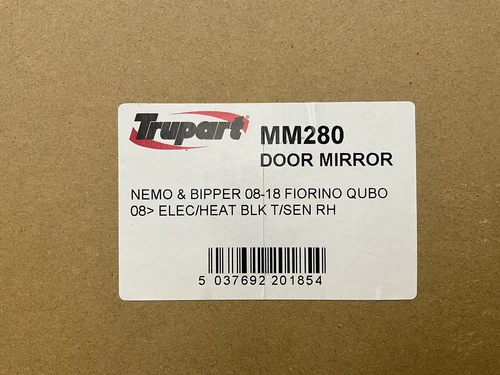 Trupart
MM280
DOOR MIRROR
NEMO & BIPPER 08-18 FIORINO QUBO
08> ELEC/HEAT BLK T/SEN RH
5 037692 201854